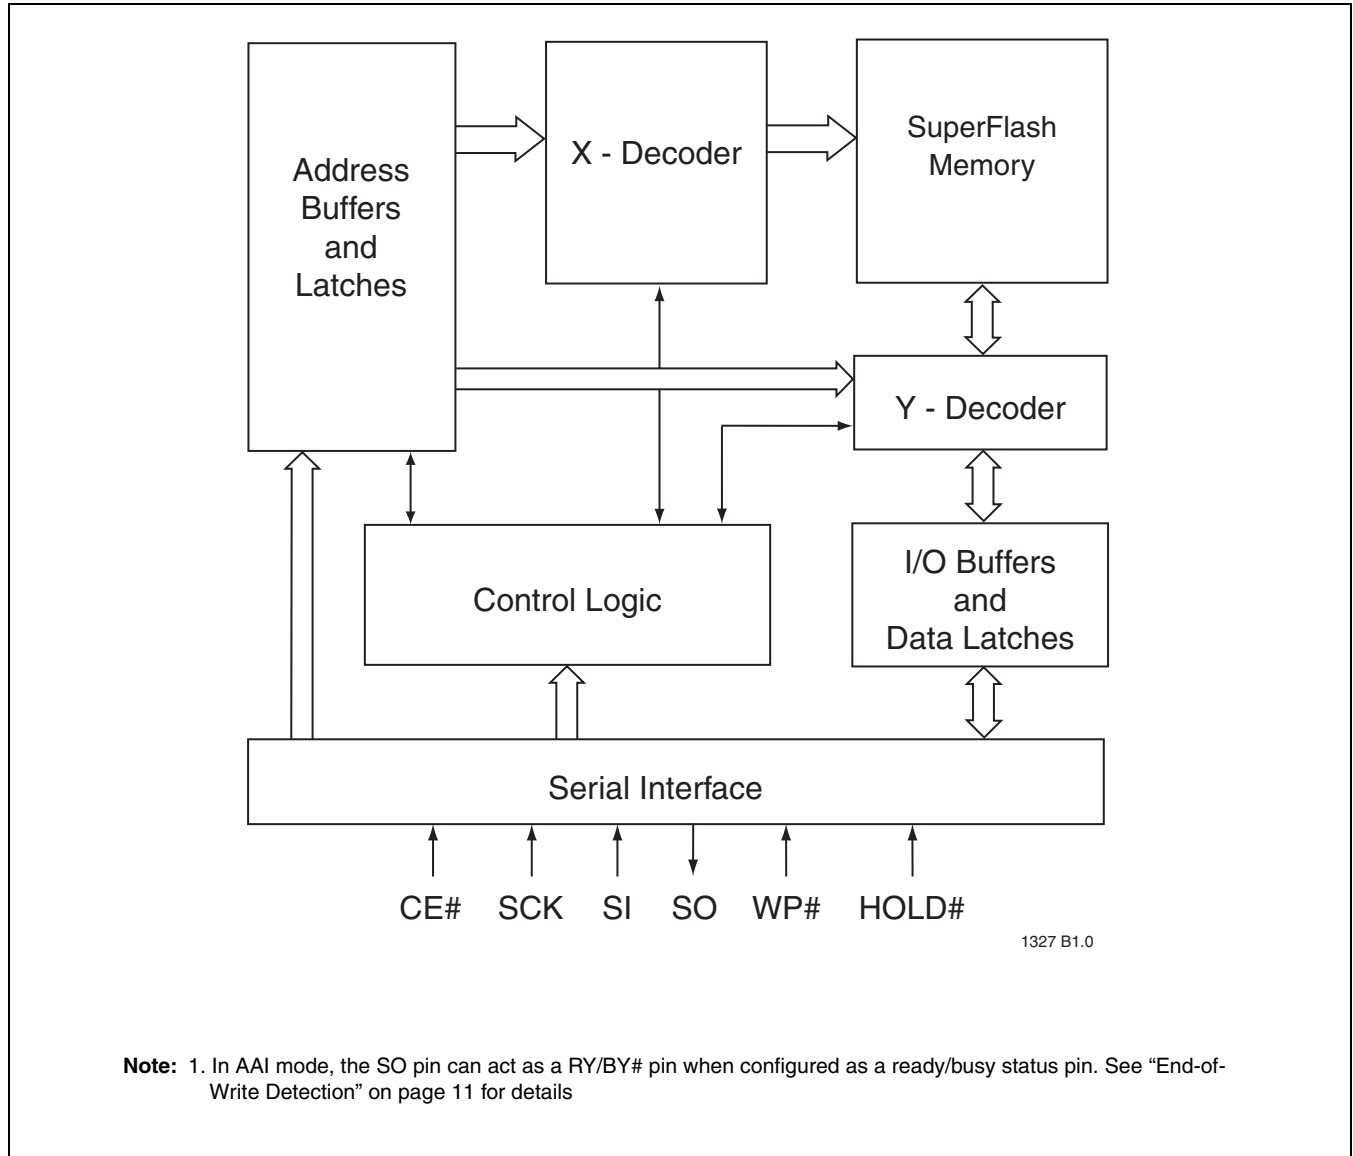 Address
Buffers
and
Latches
X - Decoder
SuperFlash
Memory
Y - Decoder
Control Logic
I/O Buffers
and
Data Latches
Serial Interface
CE# SCK SI SO WP# HOLD#
1327 B1.0
Note: 1. In AAI mode, the SO pin can act as a RY/BY# pin when configured as a ready/busy status pin. See “End-of-
Write Detection” on page 11 for details